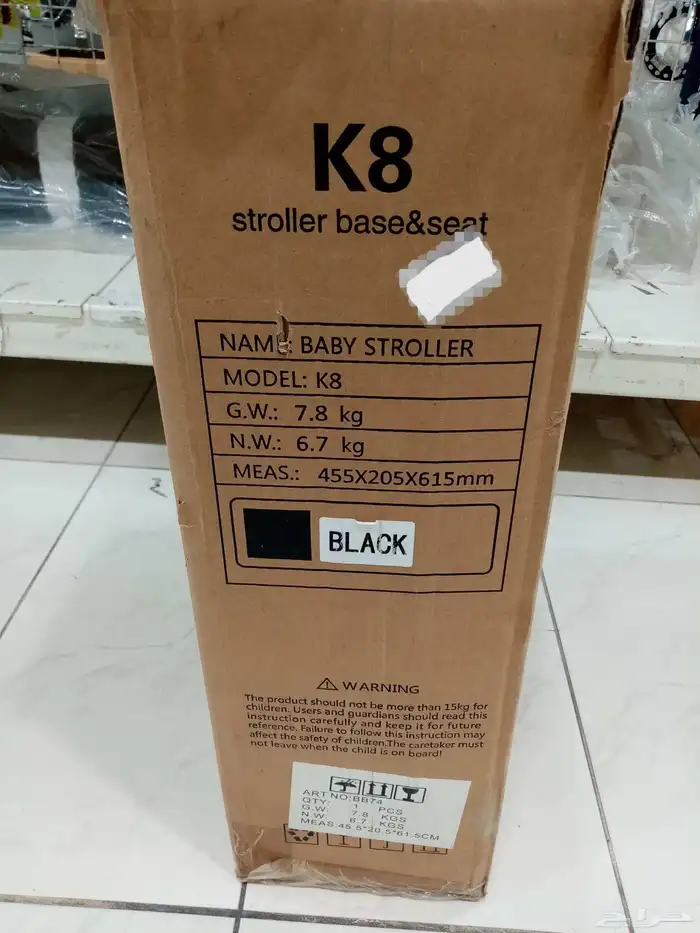 K8
stroller base&seat
NAME: BABY STROLLER
MODEL: K8
G.W.: 7.8 kg
N.W.: 6.7 kg
MEAS.: 455X205X615mm
BLACK
⚠ WARNING
The product should not be more than 15kg for
children. Users and guardians should read this
instruction carefully and keep it for future
reference. Failure to follow this instruction may
affect the safety of children.The caretaker must
not leave when the child is on board!
ART NO:BB74
QTY: 1 PCS
G.W: 7.8 KGS
N.W: 6.7 KGS
MEAS:45.5*20.5*61.5CM
حراج